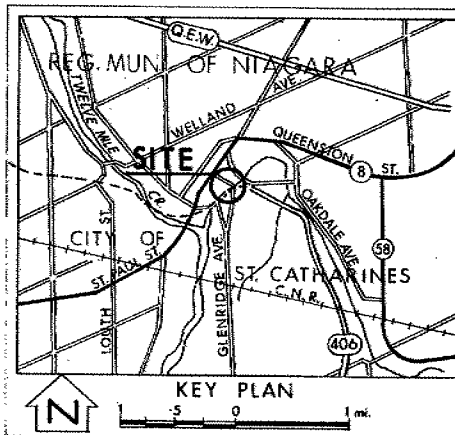 Q.E.W.
REG. MUN. OF NIAGARA
TWELVE MILE
CR.
WELLAND AVE.
QUEENSTON ST.
8
SITE
OAKDALE AVE.
58
CITY OF
ST. CATHARINES
ST. PAUL ST.
LOUTH ST.
GLENRIDGE AVE.
C.N.R.
406
KEY PLAN
N
1 .5 0 1 mi.